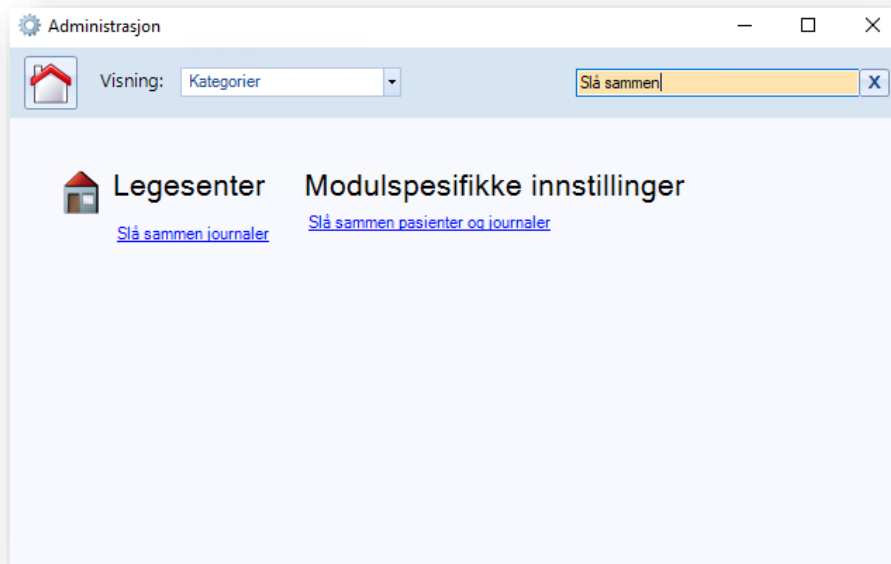 Administrasjon
Visning: Kategorier Slå sammen X
Legesenter Modulspesifikke innstillinger
Slå sammen journaler Slå sammen pasienter og journaler